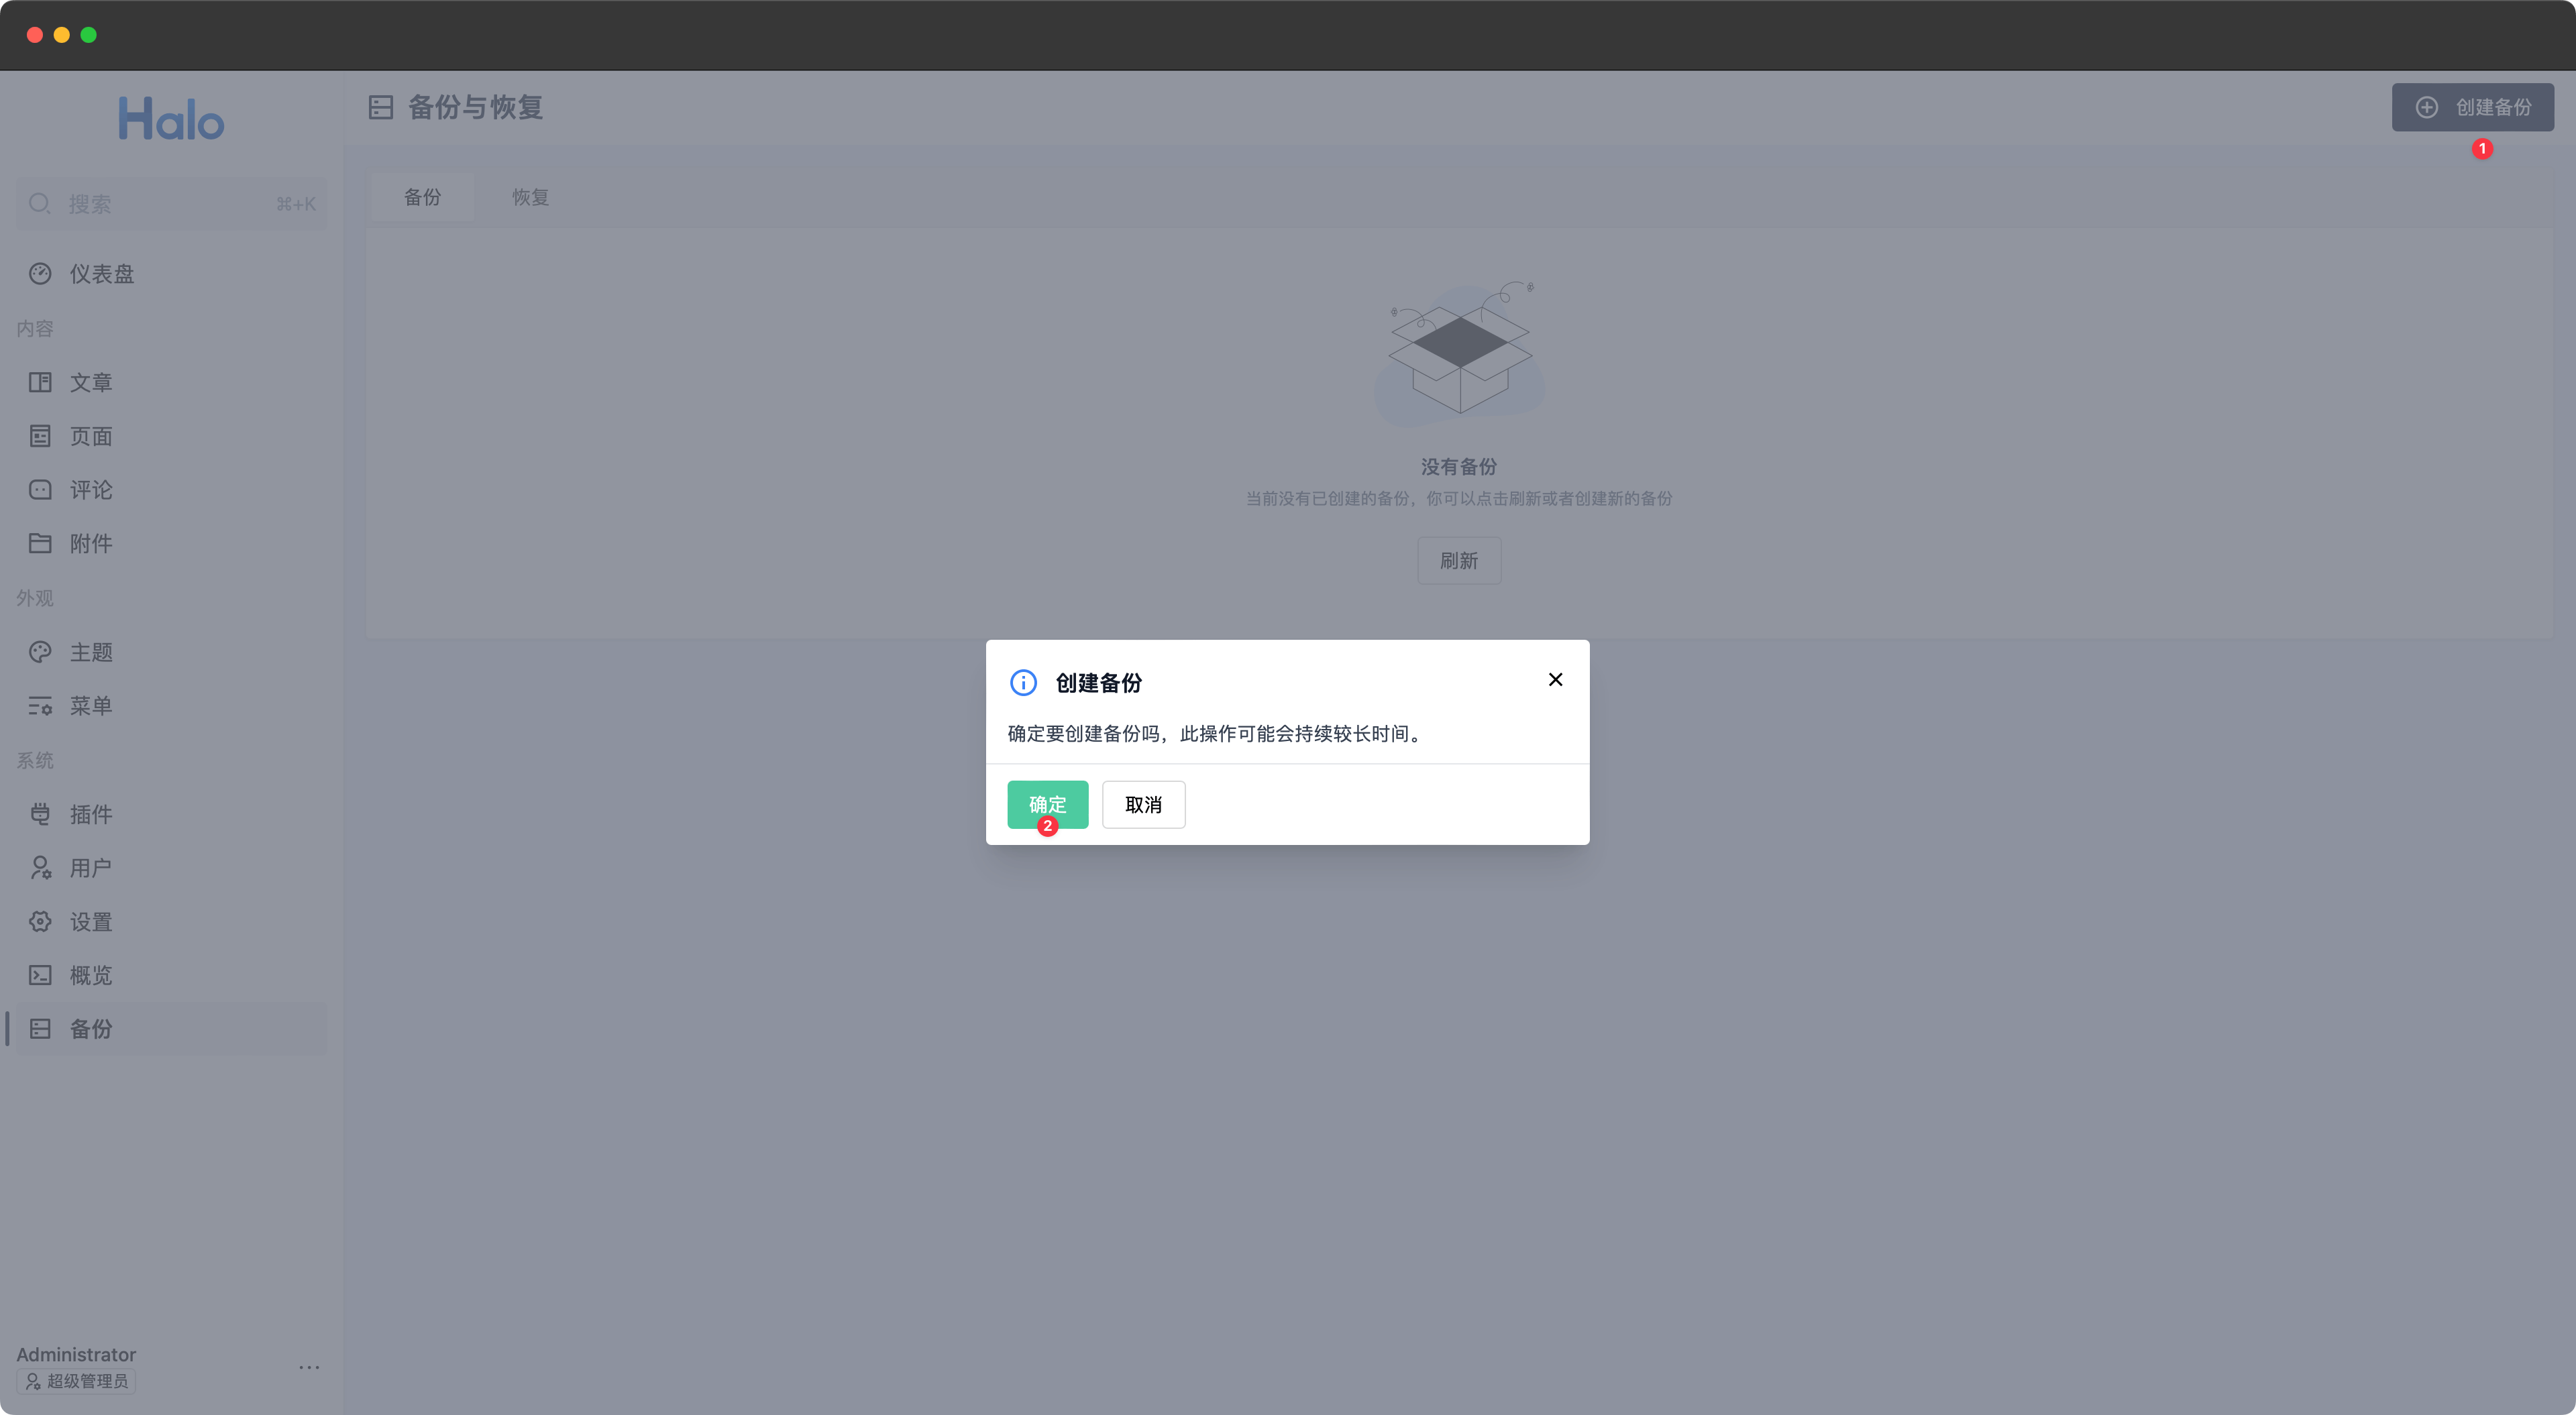 Halo
搜索 ⌘+K
仪表盘
内容
文章
页面
评论
附件
外观
主题
菜单
系统
插件
用户
设置
概览
备份
Administrator
超级管理员
备份与恢复
创建备份
1
备份 恢复
没有备份
当前没有已创建的备份，你可以点击刷新或者创建新的备份
刷新
创建备份
确定要创建备份吗，此操作可能会持续较长时间。
确定 取消
2